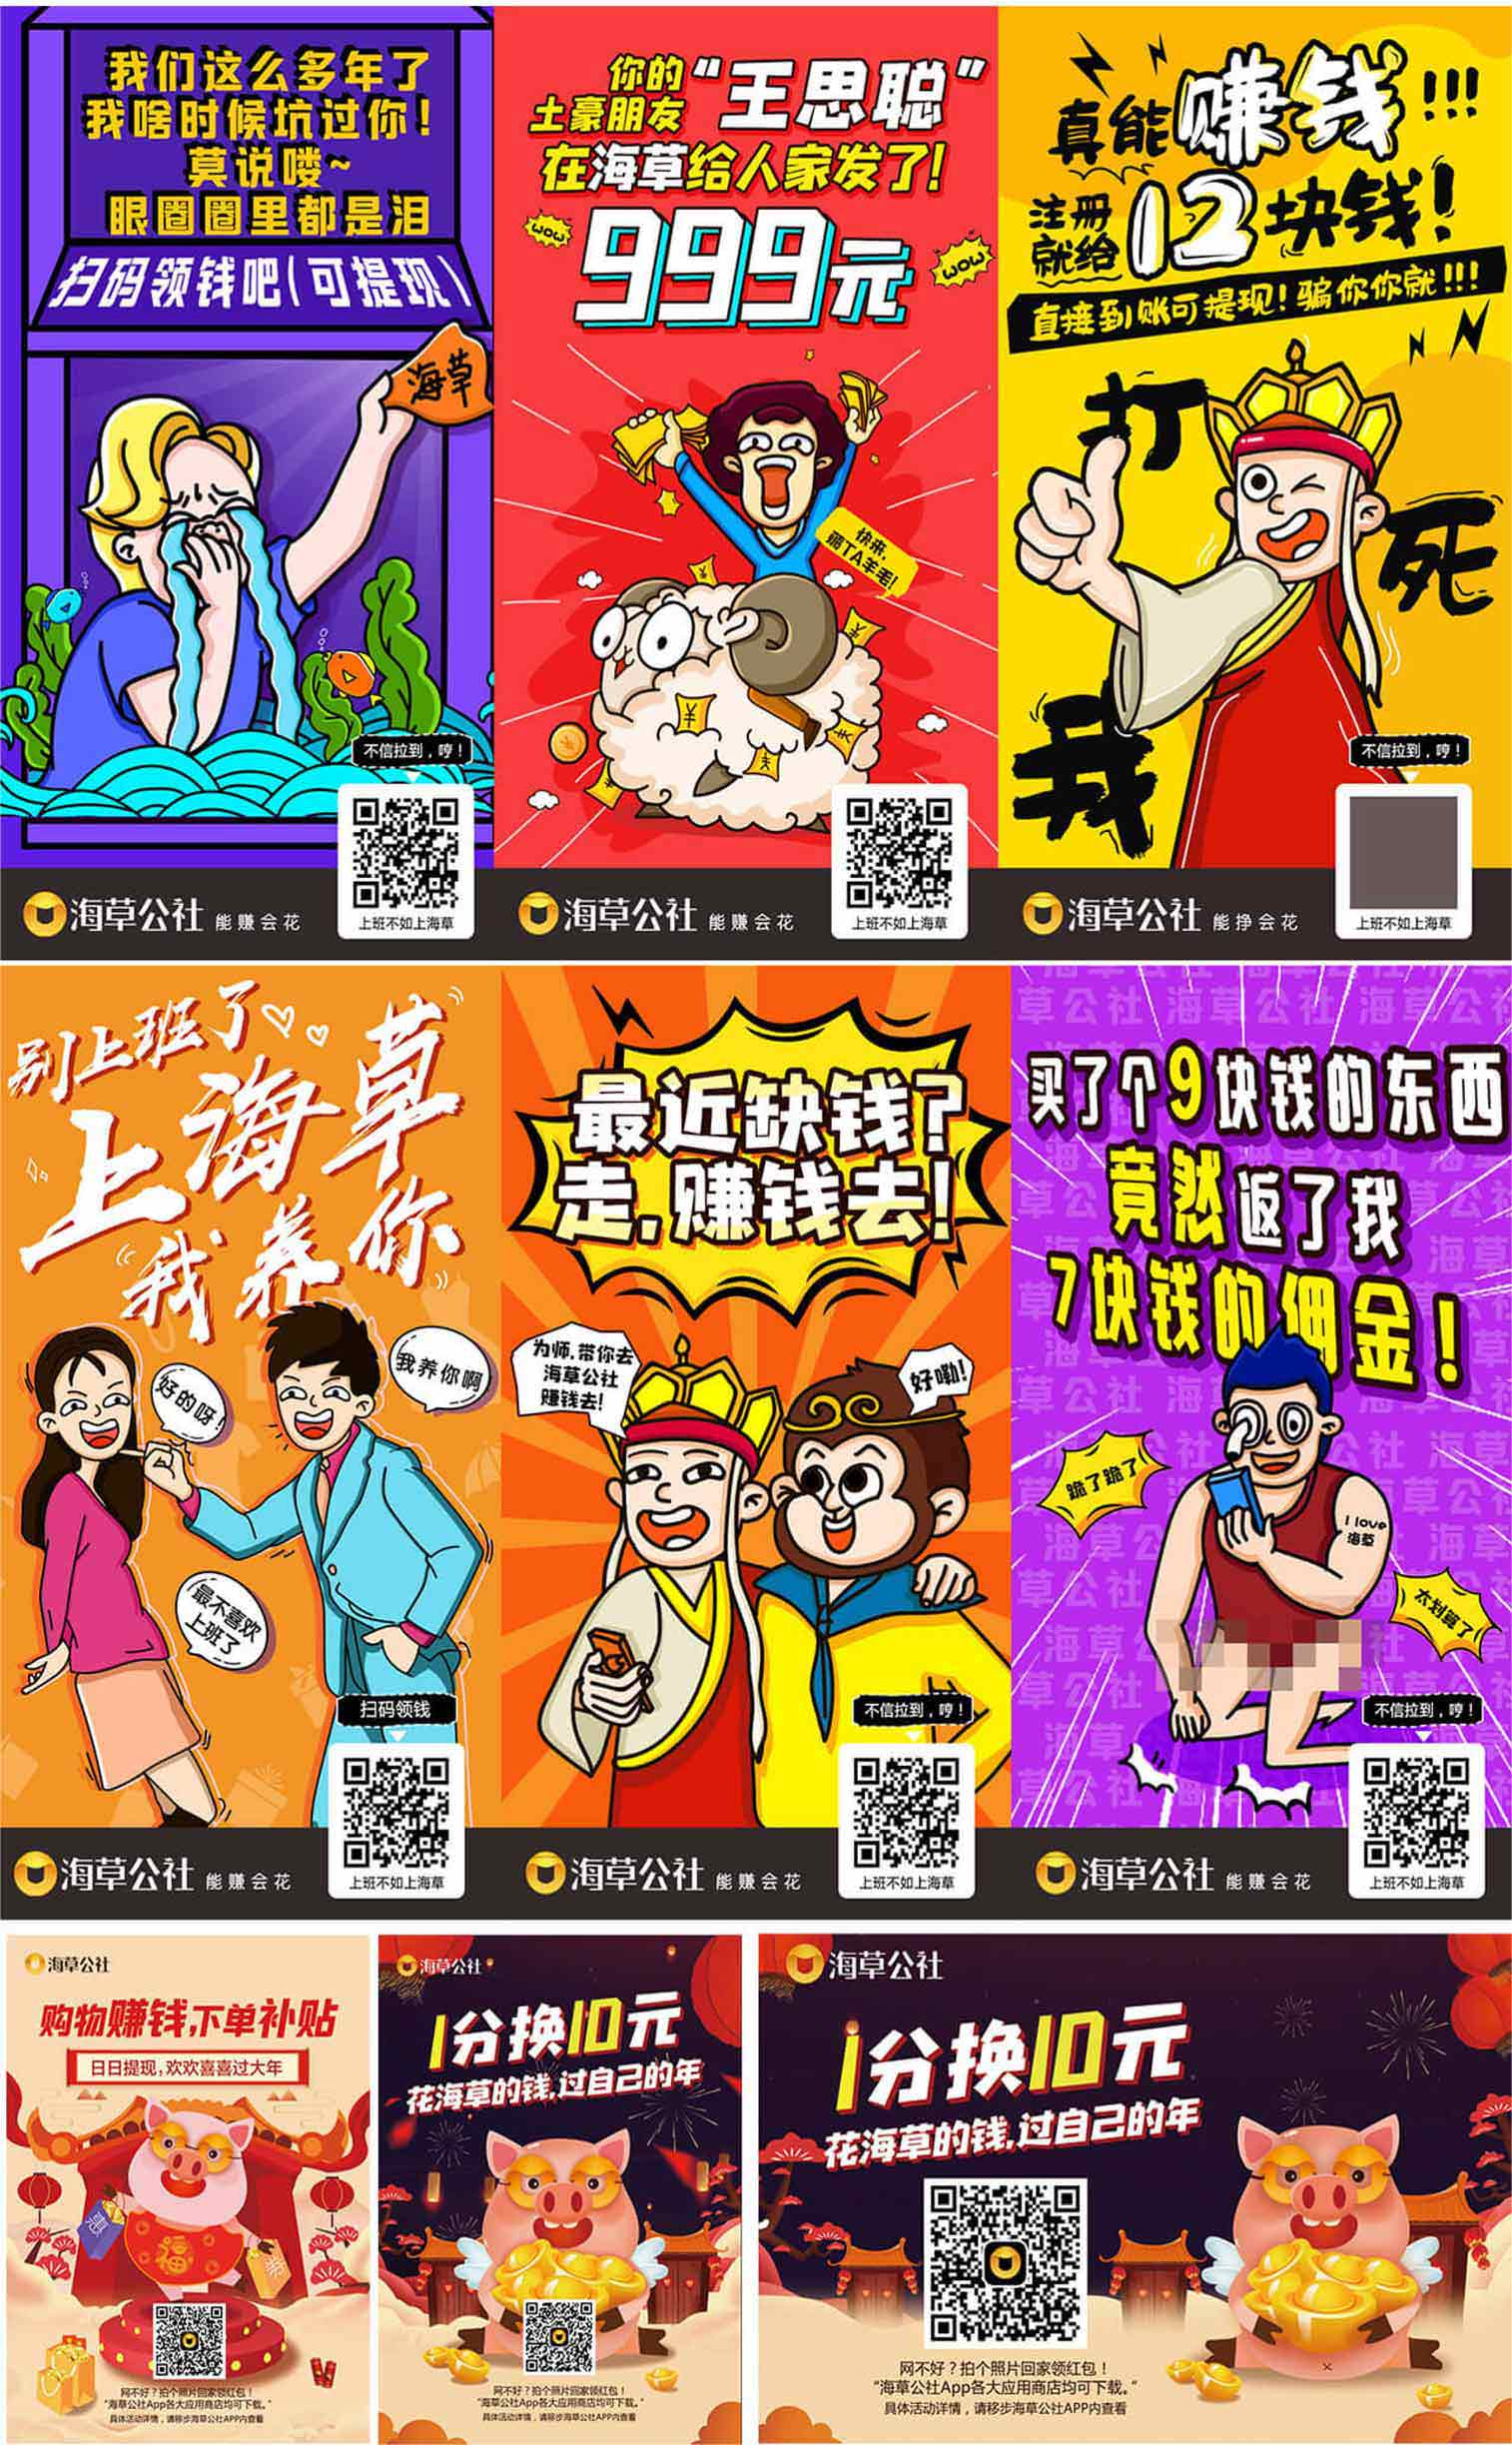 我们这么多年了
我啥时候坑过你！
莫说喽~
眼圈圈里都是泪
扫码领钱吧（可提现）
海草
不信拉到，哼！
上班不如上海草
海草公社 能赚会花
你的
土豪朋友
“王思聪”
在海草给人家发了！
999元
WOW
WOW
快来，
薅TA羊毛！
上班不如上海草
海草公社 能赚会花
真能赚钱!!!
注册
就给
12块钱！
直接到账可提现！骗你你就!!!
打
死
我
不信拉到，哼！
上班不如上海草
海草公社 能挣会花
别上班了
上海草
“我养你”
好的呀！
我养你啊
最不喜欢
上班了
扫码领钱
上班不如上海草
海草公社 能赚会花
最近缺钱？
走，赚钱去！
为师，带你去
海草公社
赚钱去！
好嘞！
不信拉到，哼！
上班不如上海草
海草公社 能赚会花
买了个9块钱的东西
竟然返了我
7块钱的佣金！
跪了跪了
I love
海草
太划算了
不信拉到，哼！
上班不如上海草
海草公社 能赚会花
海草公社
购物赚钱，下单补贴
日日提现，欢欢喜喜过大年
惠
福
券
网不好？拍个照片回家领红包！
“海草公社App各大应用商店均可下载。”
具体活动详情，请移步海草公社APP内查看
海草公社
1分换10元
花海草的钱，过自己的年
网不好？拍个照片回家领红包！
“海草公社App各大应用商店均可下载。”
具体活动详情，请移步海草公社APP内查看
海草公社
1分换10元
花海草的钱，过自己的年
网不好？拍个照片回家领红包！
“海草公社App各大应用商店均可下载。”
具体活动详情，请移步海草公社APP内查看